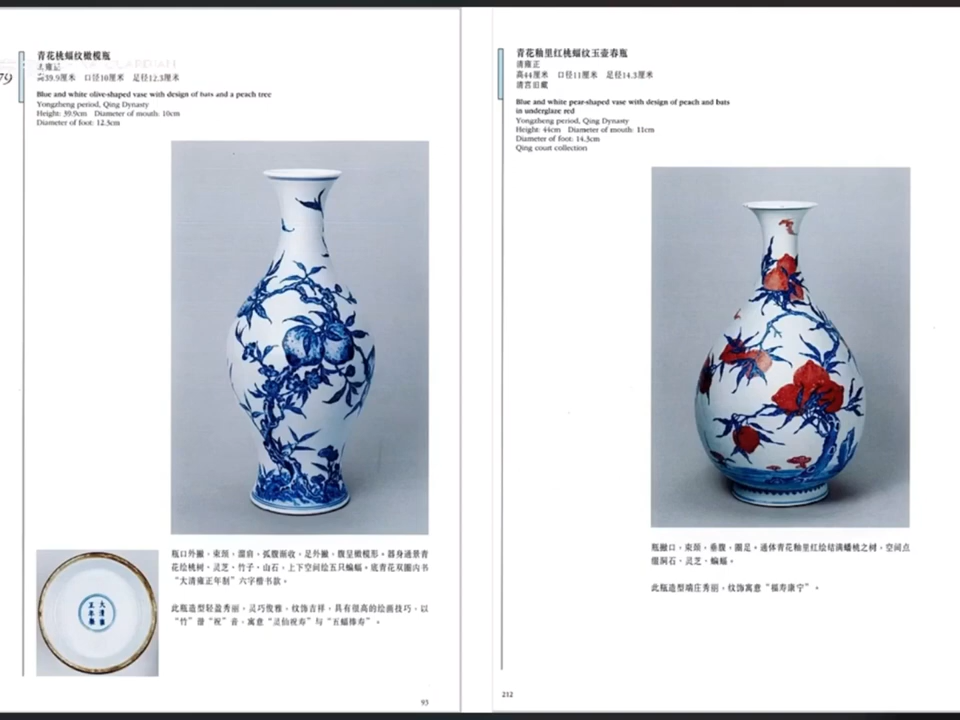 79
青花桃蝠纹橄榄瓶
清雍正
高39.9厘米 口径10厘米 足径12.3厘米
Blue and white olive-shaped vase with design of bats and a peach tree
Yongzheng period, Qing Dynasty
Height: 39.9cm Diameter of mouth: 10cm
Diameter of foot: 12.3cm
瓶口外撇，束颈，溜肩，弧腹渐收，足外撇，腹呈橄榄形。器身通景青
花绘桃树、灵芝、竹子、山石，上下空间绘五只蝙蝠。底青花双圈内书
“大清雍正年制”六字楷书款。
此瓶造型轻盈秀丽，灵巧俊雅，纹饰吉祥，具有很高的绘画技巧，以
“竹”谐“祝”音，寓意“灵仙祝寿”与“五蝠捧寿”。
大清雍
正年製
93
青花釉里红桃蝠纹玉壶春瓶
清雍正
高44厘米 口径11厘米 足径14.3厘米
清宫旧藏
Blue and white pear-shaped vase with design of peach and bats
in underglaze red
Yongzheng period, Qing Dynasty
Height: 44cm Diameter of mouth: 11cm
Diameter of foot: 14.3cm
Qing court collection
瓶撇口，束颈，垂腹，圈足。通体青花釉里红绘结满蟠桃之树，空间点
缀洞石、灵芝、蝙蝠。
此瓶造型端庄秀丽，纹饰寓意“福寿康宁”。
212